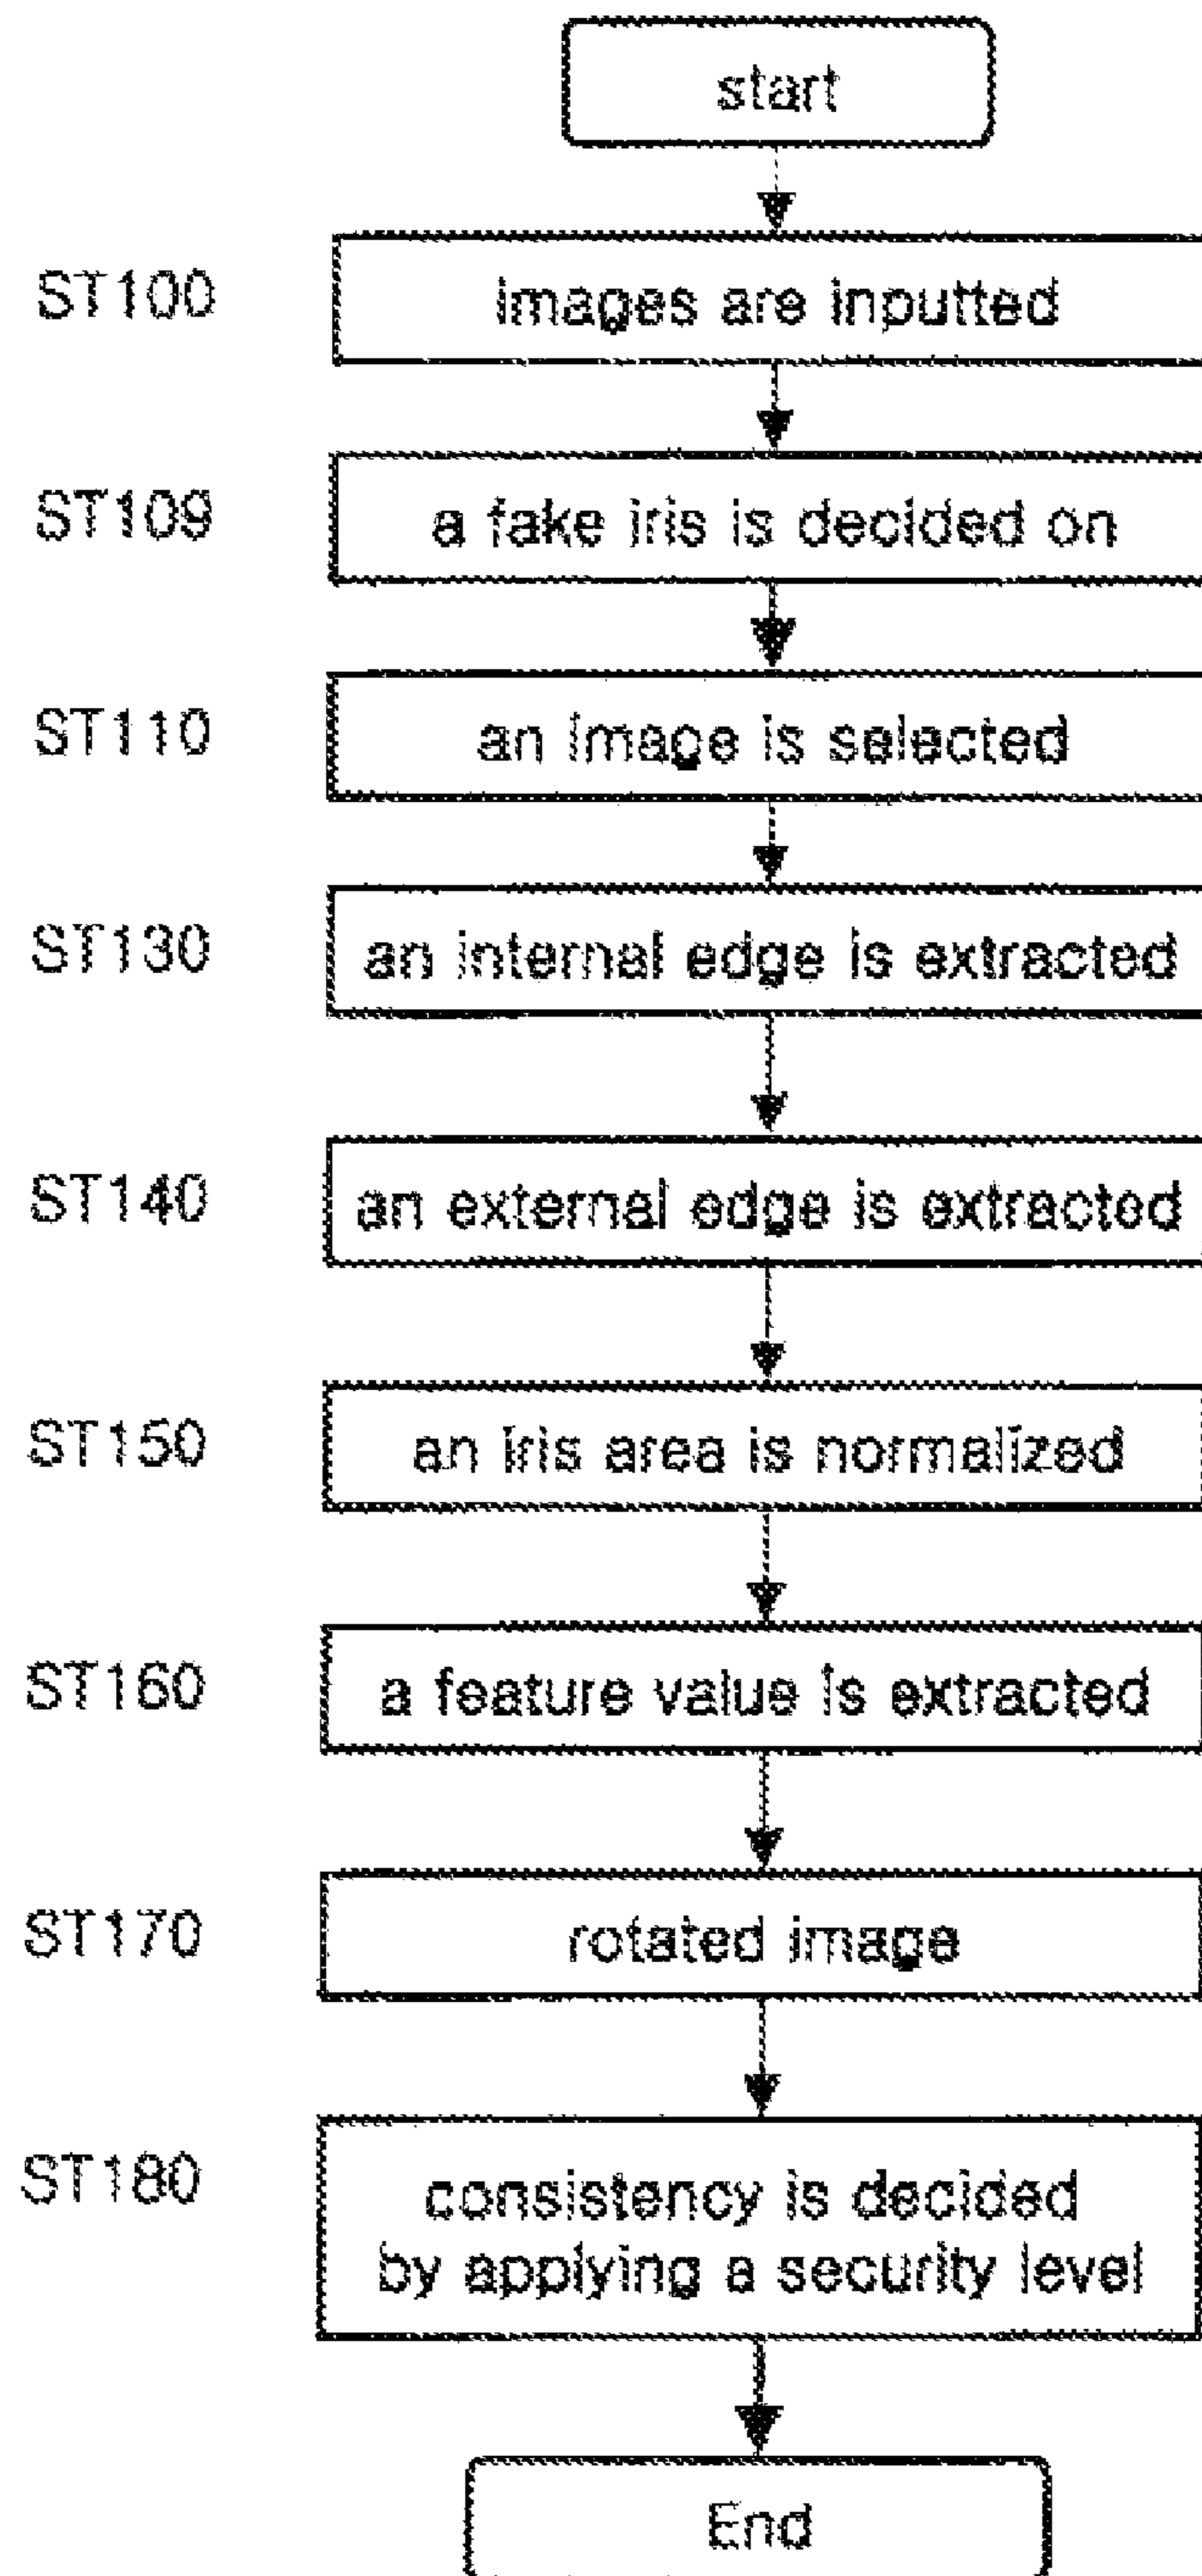 start
ST100
images are inputted
ST109
a fake iris is decided on
ST110
an image is selected
ST130
an internal edge is extracted
ST140
an external edge is extracted
ST150
an iris area is normalized
ST160
a feature value is extracted
ST170
rotated image
ST180
consistency is decided
by applying a security level
End